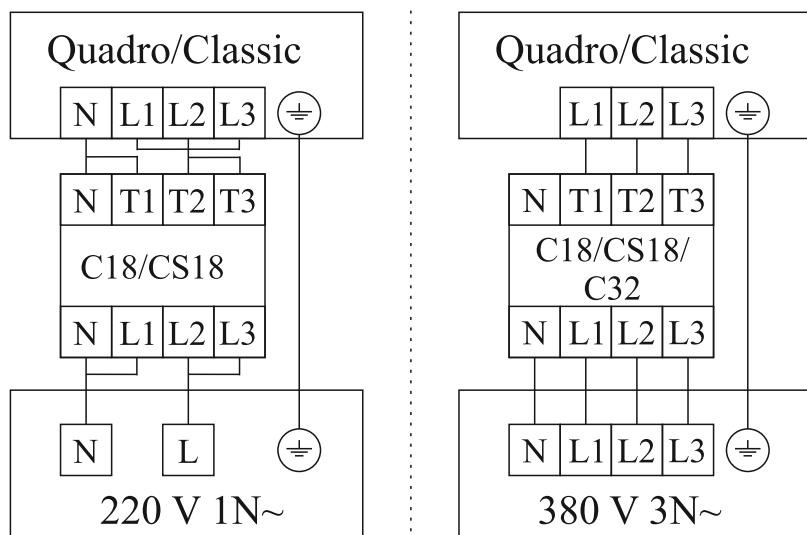 Quadro/Classic
N L1 L2 L3
N T1 T2 T3
C18/CS18
N L1 L2 L3
N L
220 V 1N~
Quadro/Classic
L1 L2 L3
N T1 T2 T3
C18/CS18/
C32
N L1 L2 L3
N L1 L2 L3
380 V 3N~